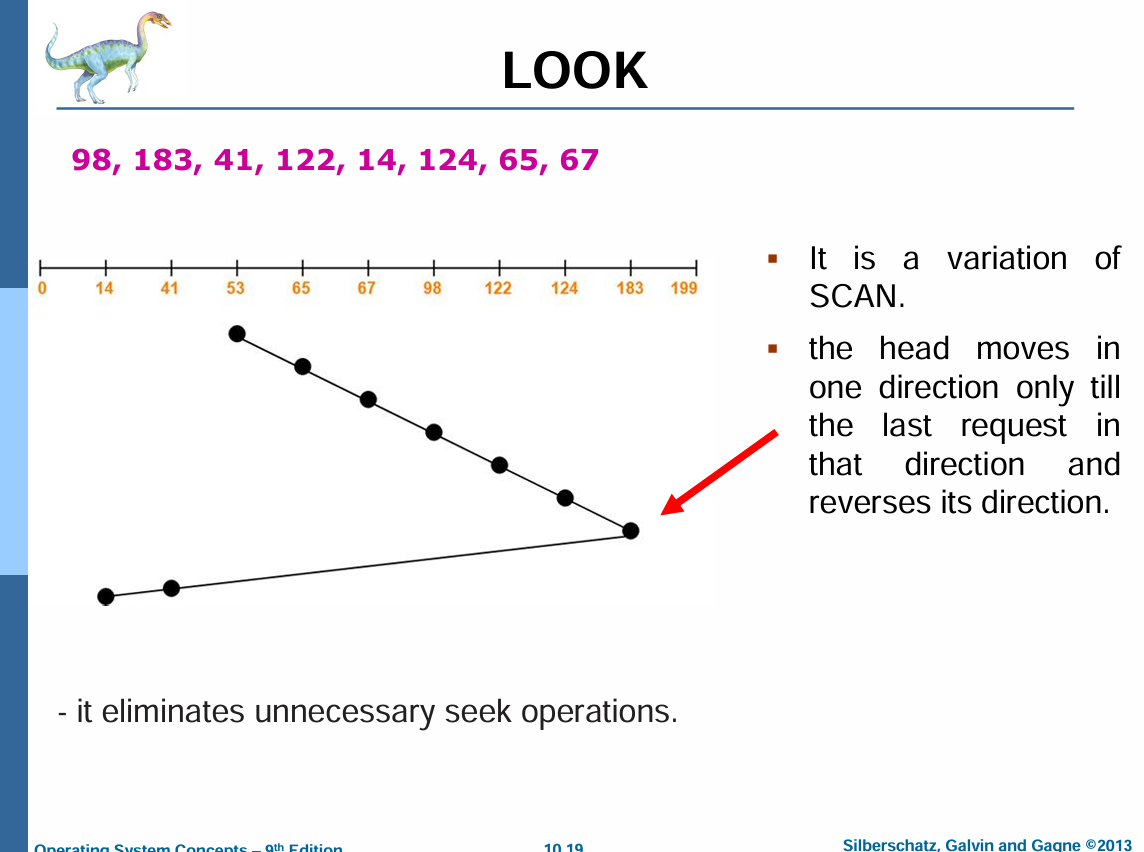 LOOK
98, 183, 41, 122, 14, 124, 65, 67
0 14 41 53 65 67 98 122 124 183 199
▪ It is a variation of
SCAN.
▪ the head moves in
one direction only till
the last request in
that direction and
reverses its direction.
- it eliminates unnecessary seek operations.
Operating System Concepts – 9th Edition
10.19
Silberschatz, Galvin and Gagne ©2013